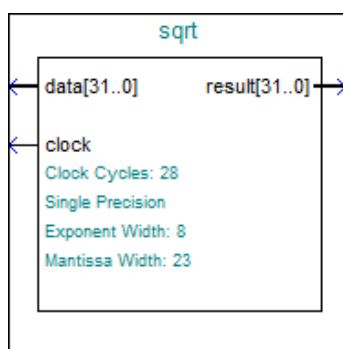 sqrt
data[31..0] result[31..0]
clock
Clock Cycles: 28
Single Precision
Exponent Width: 8
Mantissa Width: 23